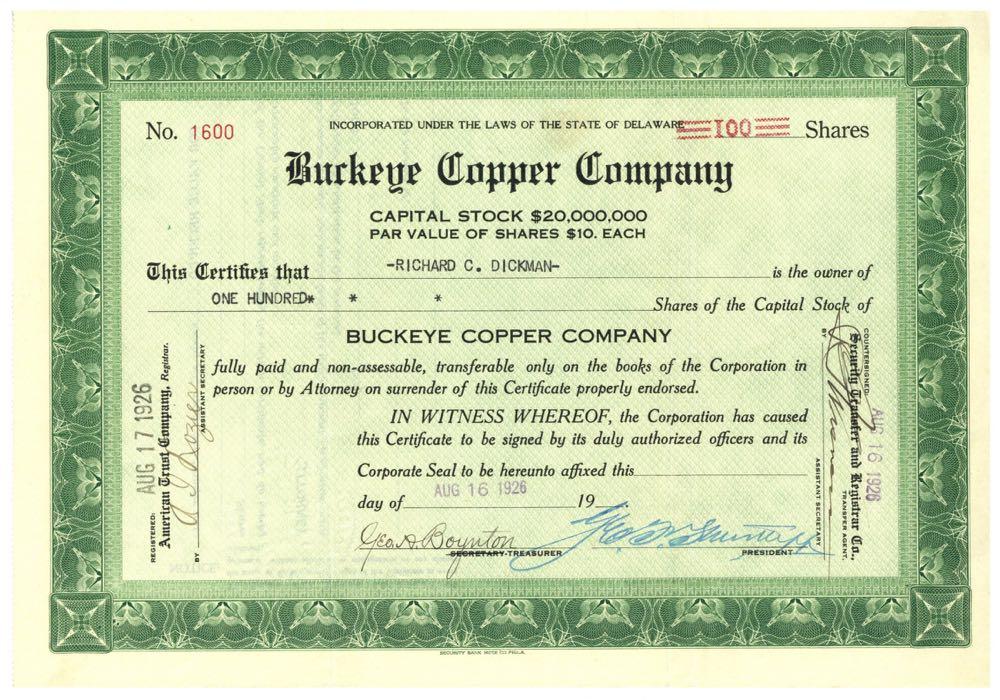 No. 1600
INCORPORATED UNDER THE LAWS OF THE STATE OF DELAWARE
100 Shares
Buckeye Copper Company
CAPITAL STOCK $20,000,000
PAR VALUE OF SHARES $10. EACH
This Certifies that -RICHARD C. DICKMAN- is the owner of
ONE HUNDRED* * * Shares of the Capital Stock of
BUCKEYE COPPER COMPANY
fully paid and non-assessable, transferable only on the books of the Corporation in
person or by Attorney on surrender of this Certificate properly endorsed.
IN WITNESS WHEREOF, the Corporation has caused
this Certificate to be signed by its duly authorized officers and its
Corporate Seal to be hereunto affixed this
day of AUG 16 1926 19
Geo. A. Boynton
SECRETARY-TREASURER
PRESIDENT
AUG 17 1926
REGISTERED:
American Trust Company, Registrar.
BY
ASSISTANT SECRETARY
COUNTERSIGNED:
Security Transfer and Registrar Co.,
TRANSFER AGENT.
BY
ASSISTANT SECRETARY
AUG 16 1926
SECURITY BANK NOTE CO PHILA.